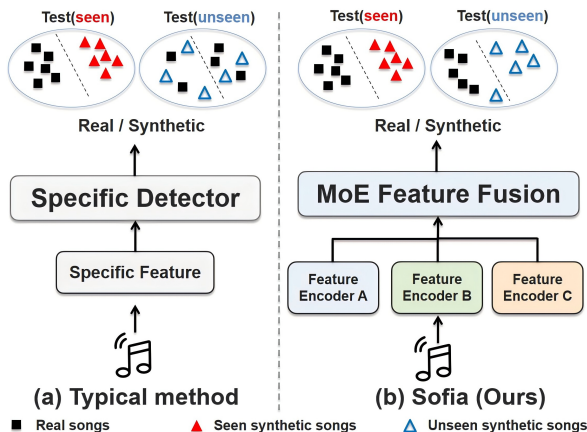 Test(seen) Test(unseen)
Real / Synthetic
Specific Detector
Specific Feature
(a) Typical method
Test(seen) Test(unseen)
Real / Synthetic
MoE Feature Fusion
Feature
Encoder A
Feature
Encoder B
Feature
Encoder C
(b) Sofia (Ours)
Real songs Seen synthetic songs Unseen synthetic songs